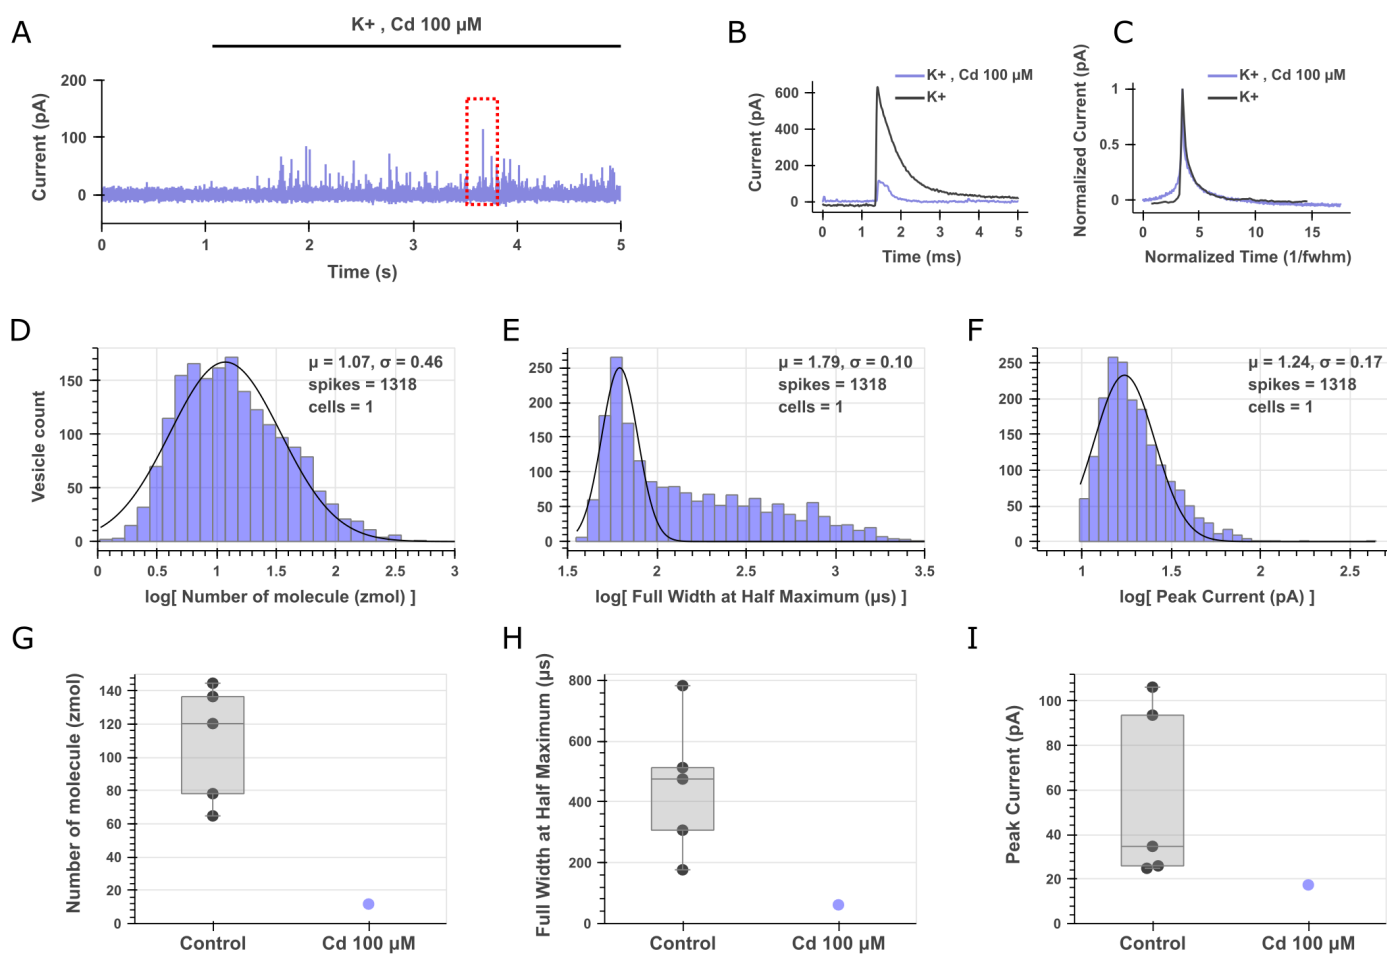 A
K+ , Cd 100 µM
Current (pA)
200
100
0
0
1
2
3
4
5
Time (s)
B
K+ , Cd 100 µM
K+
Current (pA)
600
400
200
0
0
1
2
3
4
5
Time (ms)
C
K+ , Cd 100 µM
K+
Normalized Current (pA)
1
0.5
0
0
5
10
15
Normalized Time (1/fwhm)
D
µ = 1.07, σ = 0.46
spikes = 1318
cells = 1
Vesicle count
150
100
50
0
0
0.5
1
1.5
2
2.5
3
log[ Number of molecule (zmol) ]
E
µ = 1.79, σ = 0.10
spikes = 1318
cells = 1
250
200
150
100
50
0
1.5
2
2.5
3
3.5
log[ Full Width at Half Maximum (µs) ]
F
µ = 1.24, σ = 0.17
spikes = 1318
cells = 1
250
200
150
100
50
0
1
1.5
2
2.5
log[ Peak Current (pA) ]
G
Number of molecule (zmol)
140
120
100
80
60
40
20
0
Control
Cd 100 µM
H
Full Width at Half Maximum (µs)
800
600
400
200
0
Control
Cd 100 µM
I
Peak Current (pA)
100
80
60
40
20
0
Control
Cd 100 µM